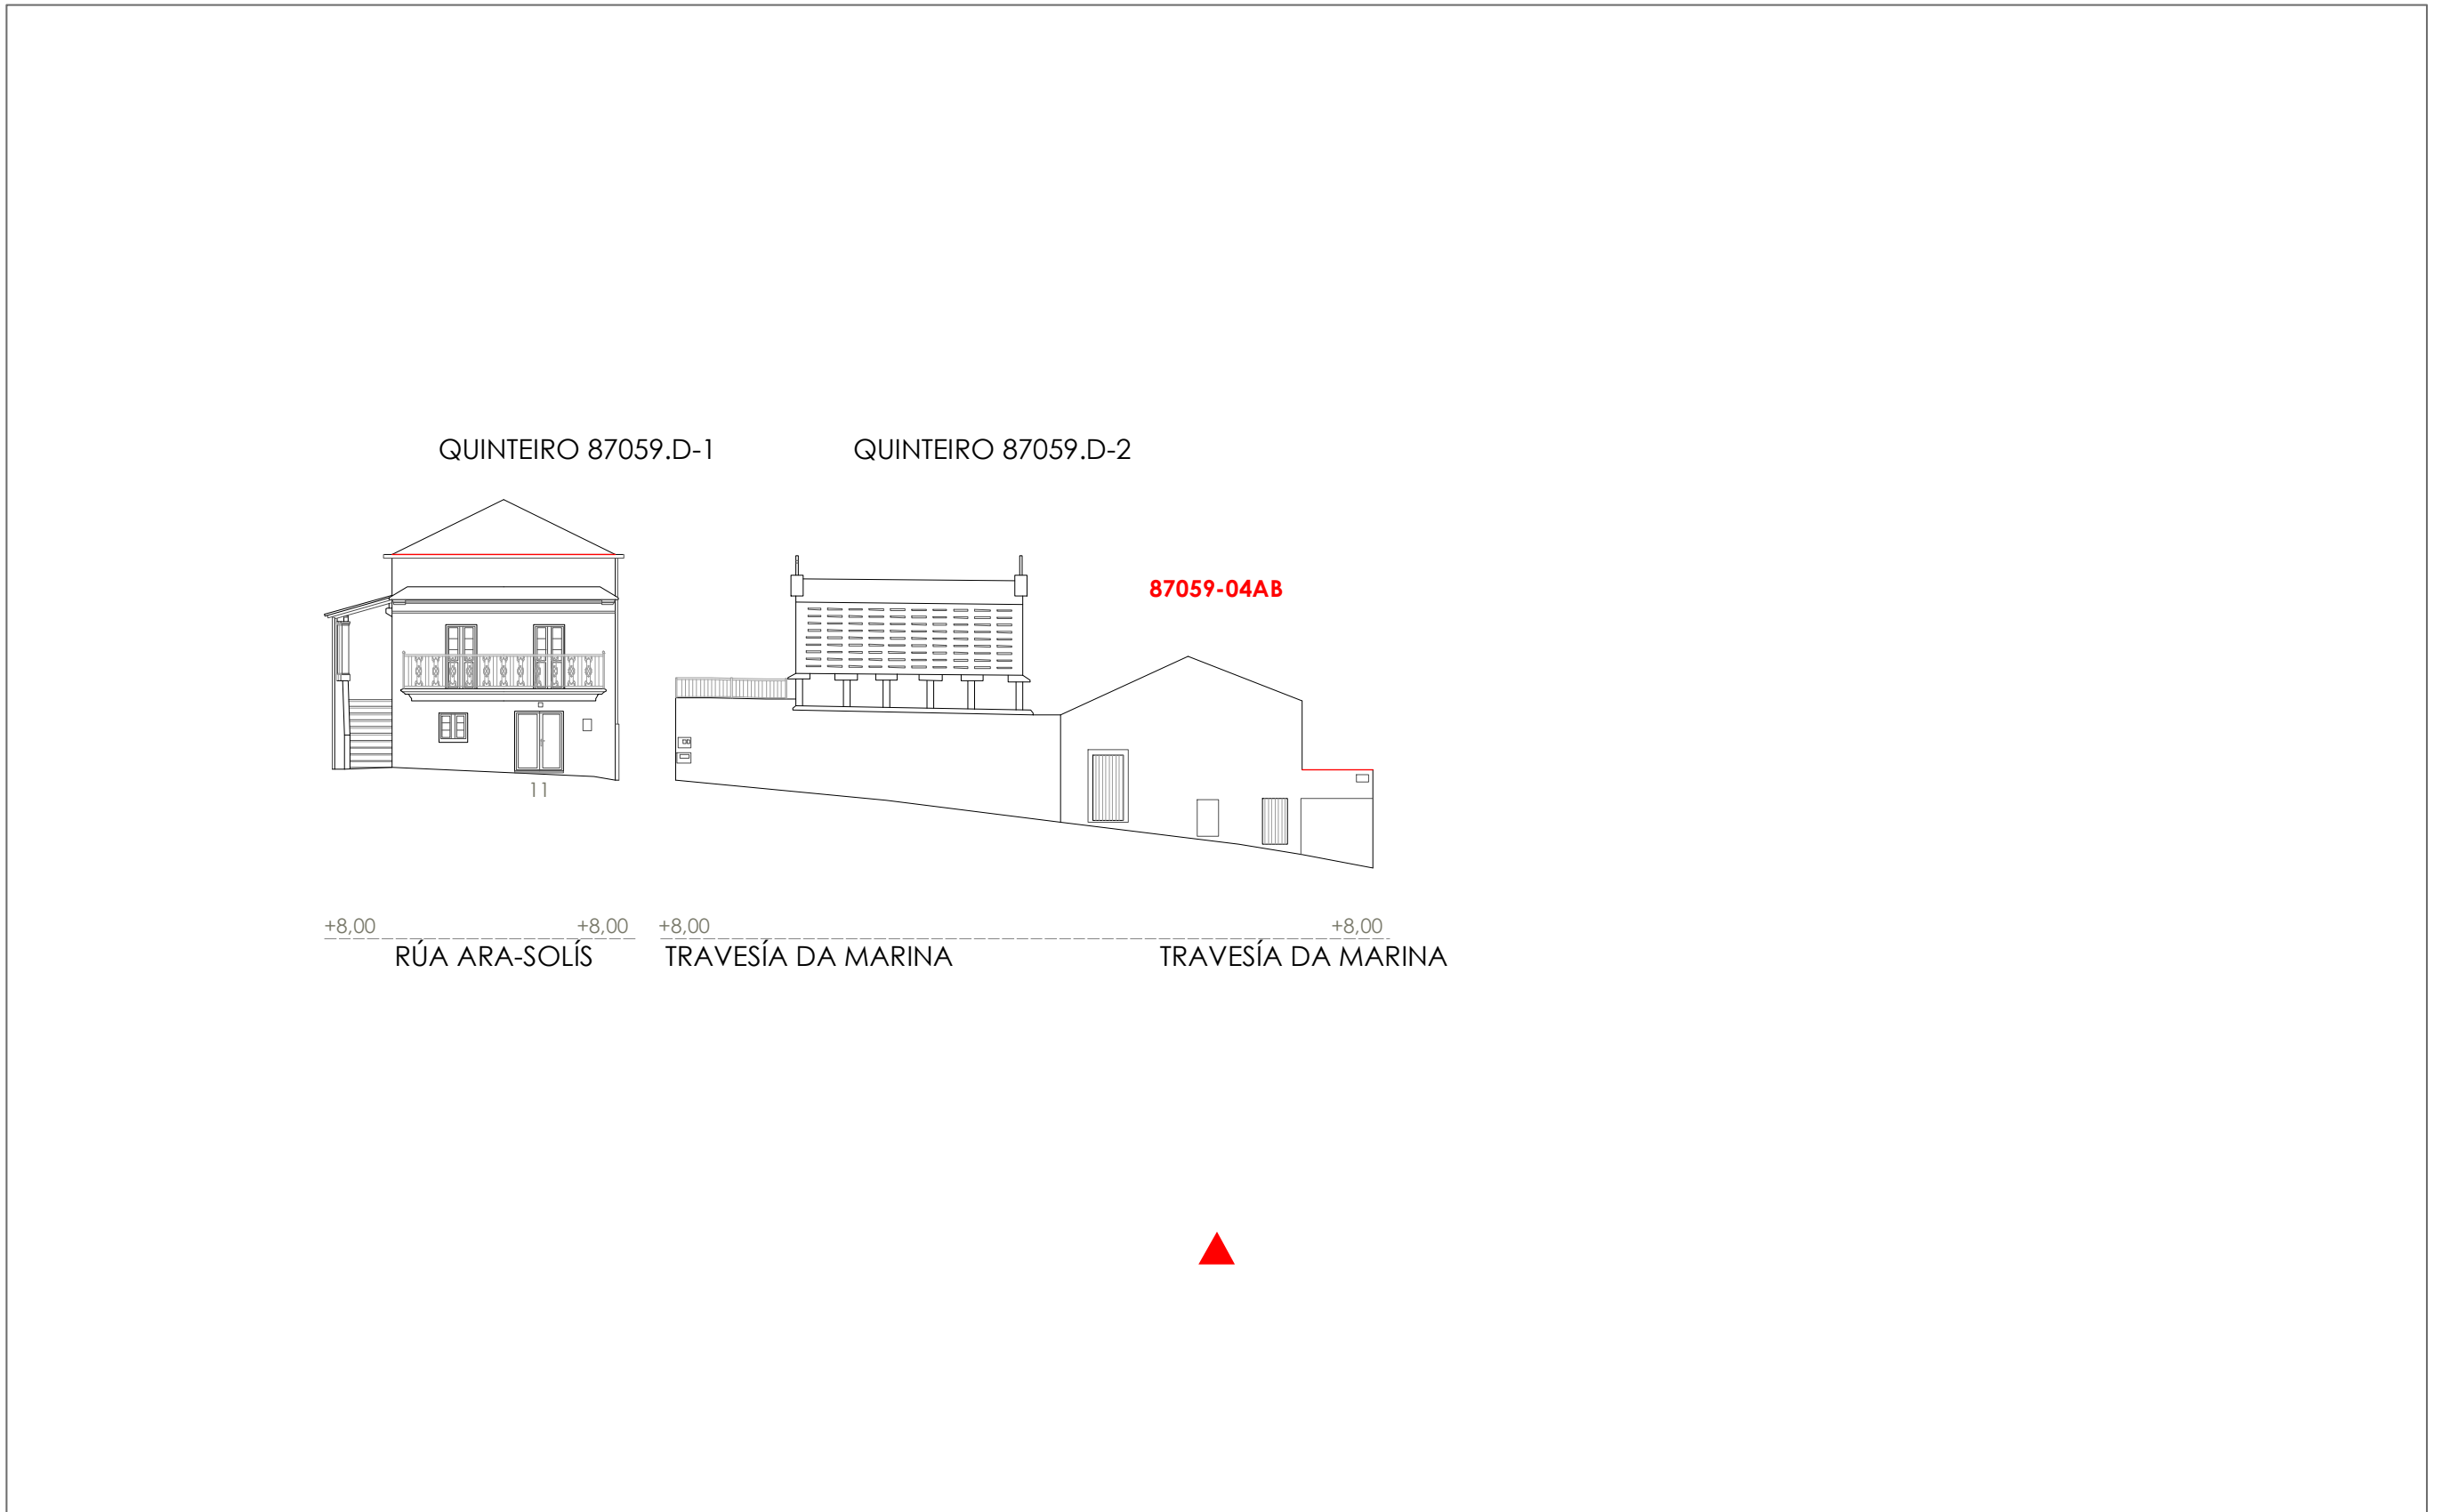 QUINTEIRO 87059.D-1
QUINTEIRO 87059.D-2
87059-04AB
11
+8,00
+8,00
+8,00
+8,00
RÚA ARA-SOLÍS
TRAVESÍA DA MARINA
TRAVESÍA DA MARINA